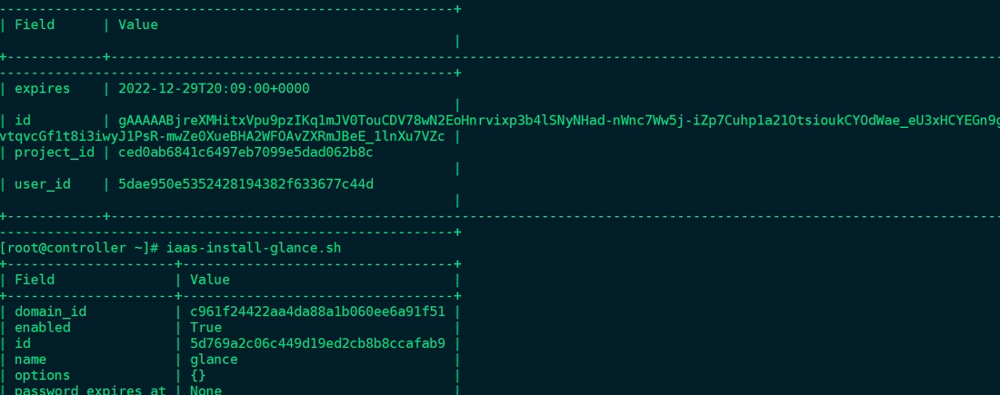 ---------------------------------------------------------+
| Field      | Value
                                                         |
+------------+--------------------------------------------------------------------------------------------------------------
---------------------------------------------------------+
| expires    | 2022-12-29T20:09:00+0000
                                                         |
| id         | gAAAAABjreXMHitxVpu9pzIKq1mJV0TouCDV78wN2EoHnrvixp3b4lSNyNHad-nWnc7Ww5j-iZp7Cuhp1a21OtsioukCYOdWae_eU3xHCYEGn9g
vtqvcGf1t8i3iwyJ1PsR-mwZe0XueBHA2WFOAvZXRmJBeE_1lnXu7VZc |
| project_id | ced0ab6841c6497eb7099e5dad062b8c
                                                         |
| user_id    | 5dae950e5352428194382f633677c44d
                                                         |
+------------+--------------------------------------------------------------------------------------------------------------
---------------------------------------------------------+
[root@controller ~]# iaas-install-glance.sh
+---------------------+----------------------------------+
| Field               | Value                            |
+---------------------+----------------------------------+
| domain_id           | c961f24422aa4da88a1b060ee6a91f51 |
| enabled             | True                             |
| id                  | 5d769a2c06c449d19ed2cb8b8ccafab9 |
| name                | glance                           |
| options             | {}                               |
| password_expires_at | None                             |